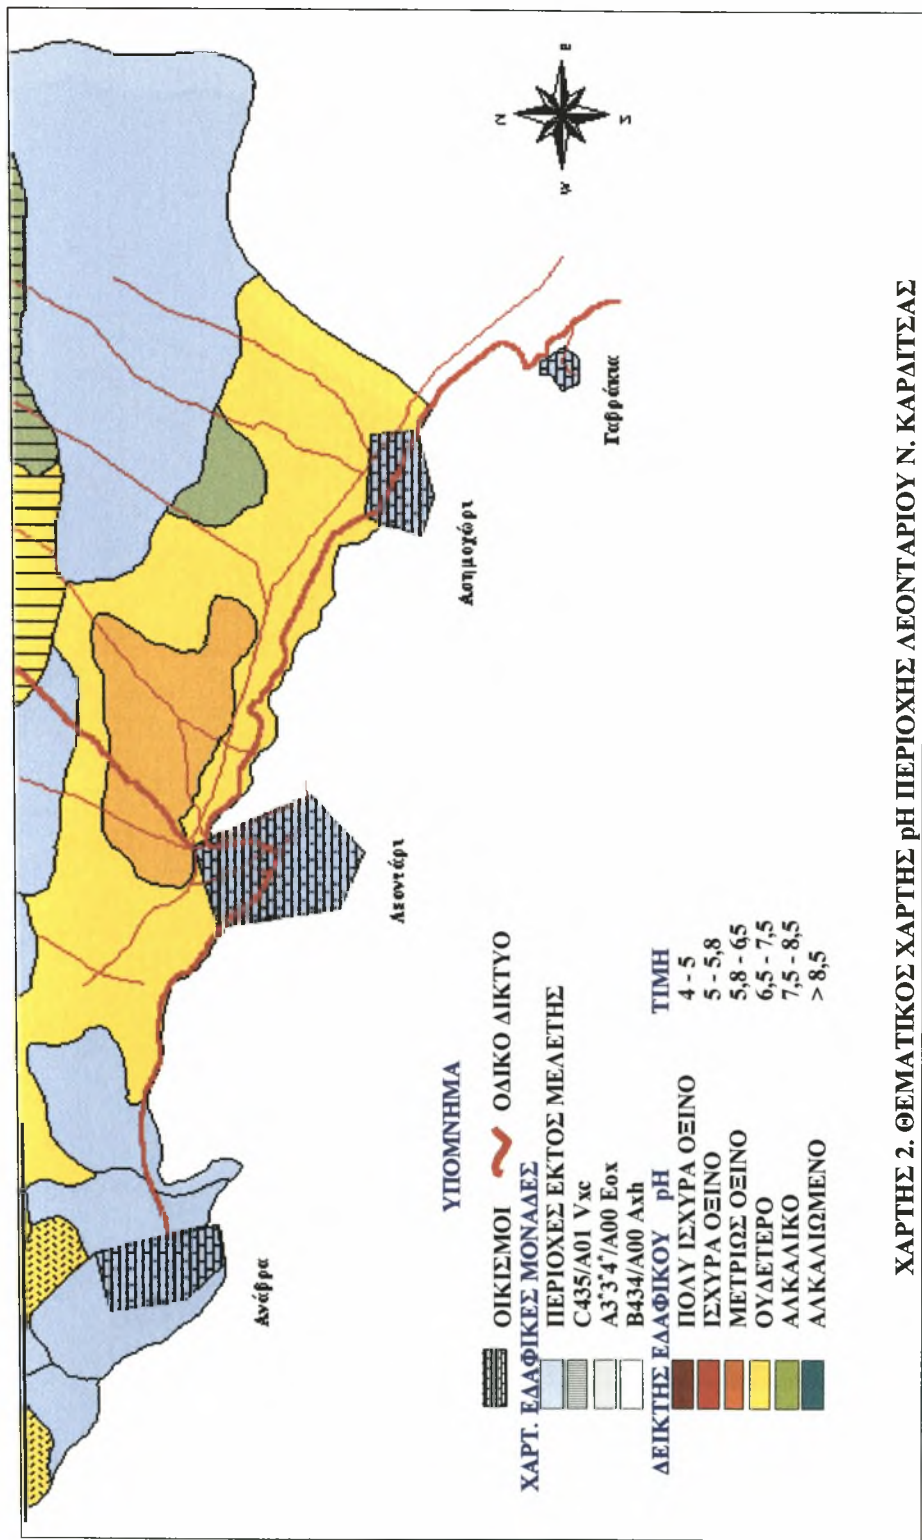 N
W
E
S
Ανάβρα
Λεοντάρι
Ασημοχώρι
Γαβράκια
ΥΠΟΜΝΗΜΑ
ΟΙΚΙΣΜΟΙ ΟΔΙΚΟ ΔΙΚΤΥΟ
ΧΑΡΤ. ΕΔΑΦΙΚΕΣ ΜΟΝΑΔΕΣ
ΠΕΡΙΟΧΕΣ ΕΚΤΟΣ ΜΕΛΕΤΗΣ
C435/A01 Vxc
A3°3°4°/A00 Eox
B434/A00 Axh
ΔΕΙΚΤΗΣ ΕΔΑΦΙΚΟΥ pH ΤΙΜΗ
ΠΟΛΥ ΙΣΧΥΡΑ ΟΞΙΝΟ 4 - 5
ΙΣΧΥΡΑ ΟΞΙΝΟ 5 - 5,8
ΜΕΤΡΙΩΣ ΟΞΙΝΟ 5,8 - 6,5
ΟΥΔΕΤΕΡΟ 6,5 - 7,5
ΑΛΚΑΛΙΚΟ 7,5 - 8,5
ΑΛΚΑΛΙΩΜΕΝΟ > 8,5
ΧΑΡΤΗΣ 2. ΘΕΜΑΤΙΚΟΣ ΧΑΡΤΗΣ pH ΠΕΡΙΟΧΗΣ ΛΕΟΝΤΑΡΙΟΥ Ν. ΚΑΡΔΙΤΣΑΣ